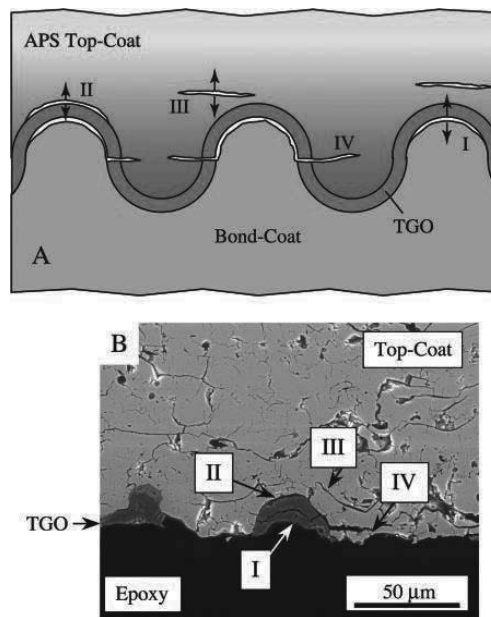 APS Top-Coat
II
III
IV
I
TGO
Bond-Coat
A
B
Top-Coat
III
II
IV
TGO
I
Epoxy
50 μm